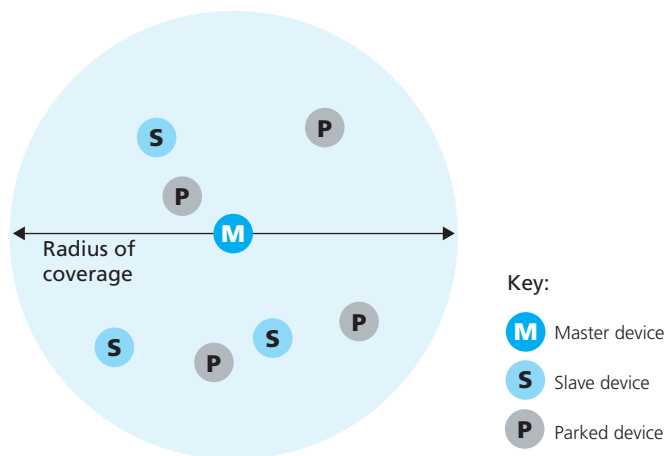 P
S
P
M
Radius of
coverage
P
S
S
P
Key:
M Master device
S Slave device
P Parked device